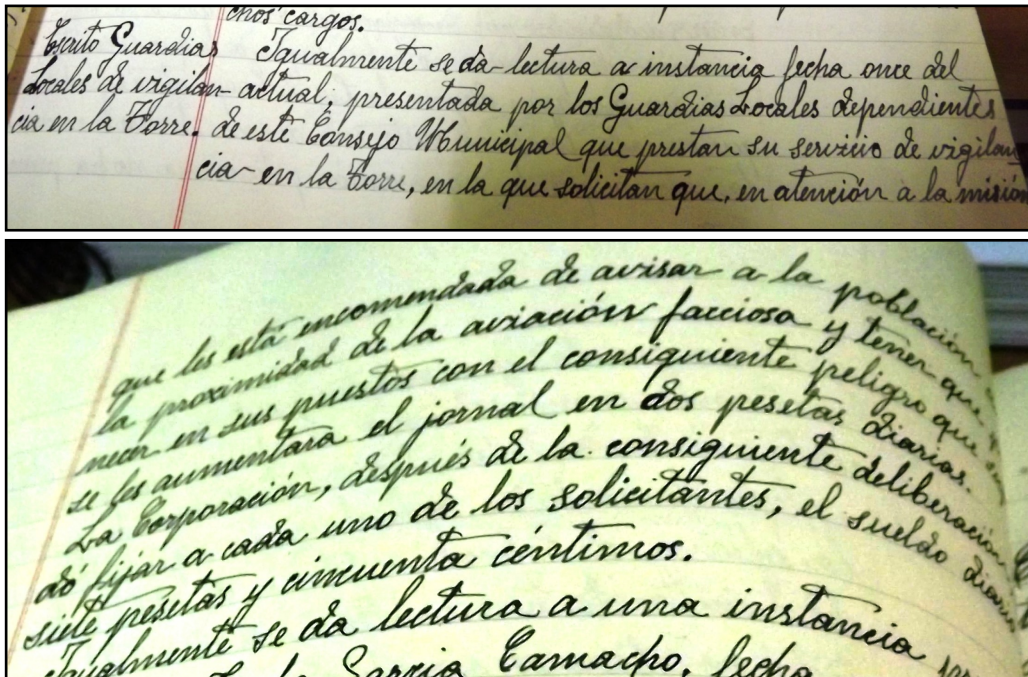 chos cargos.
Escrito Guardias Igualmente se da lectura a instancia fecha once del
Locales de vigilan- actual, presentada por los Guardias Locales dependientes
cia en la Torre. de este Consejo Municipal que prestan su servicio de vigilan
cia en la Torre, en la que solicitan que, en atención a la misión
que les está encomendada de avisar a la población
la proximidad de la aviación facciosa y tener que
necer en sus puestos con el consiguiente peligro que
se les aumentara el jornal en dos pesetas diarias.
La Corporación, después de la consiguiente deliberación
dó fijar a cada uno de los solicitantes, el sueldo diario
siete pesetas y cincuenta céntimos.
Igualmente se da lectura a una instancia
García Camacho, fecha